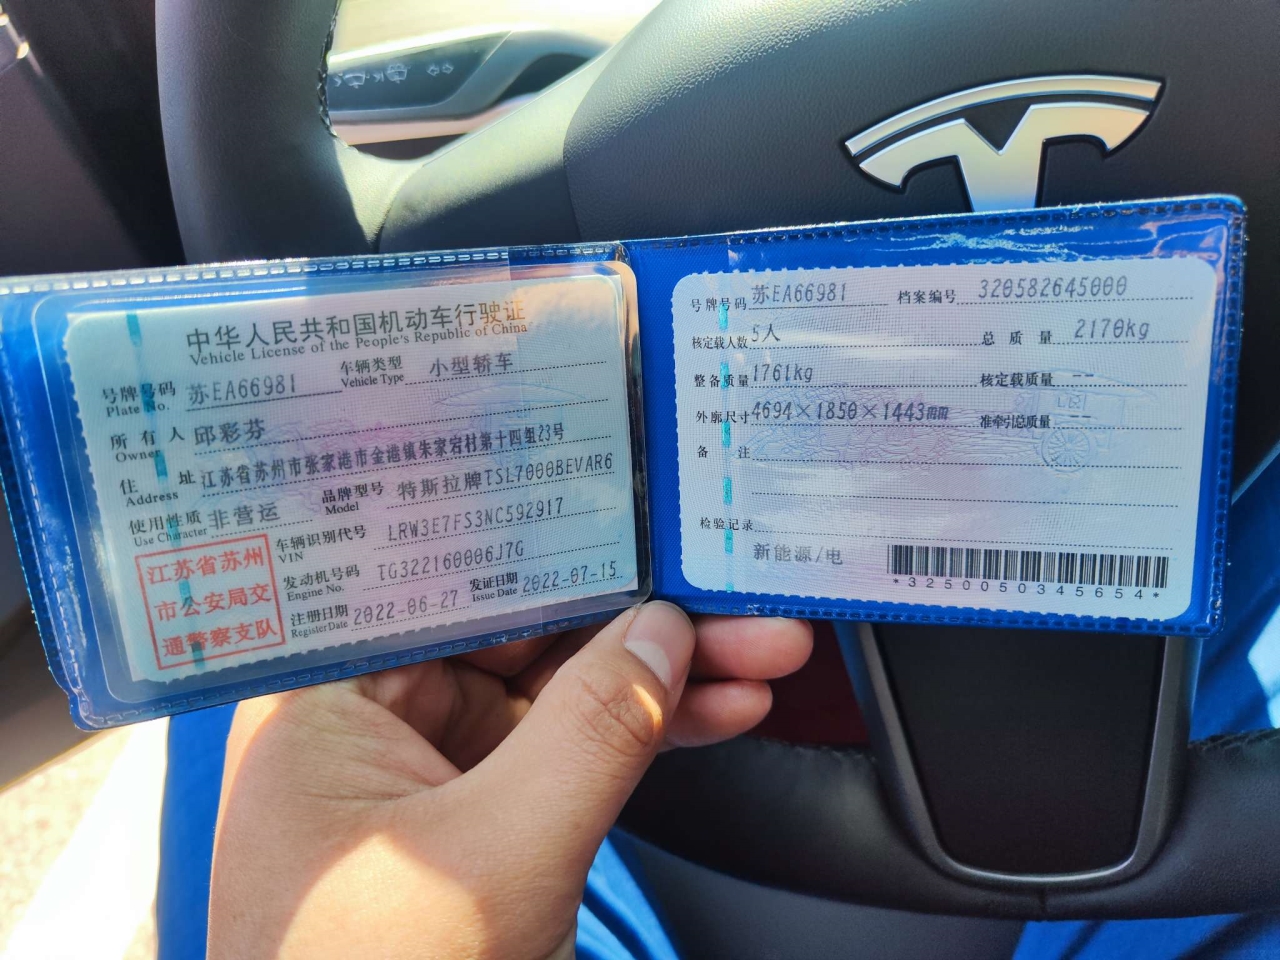 中华人民共和国机动车行驶证
Vehicle License of the People's Republic of China
号牌号码 苏EA66981 车辆类型 小型轿车
Plate No. Vehicle Type
所有人 邱彩芬
Owner
住址 江苏省苏州市张家港市金港镇朱家宕村第十四组23号
Address
使用性质 非营运 品牌型号 特斯拉牌TSL7000BEVAR6
Use Character Model
江苏省苏州
市公安局交
通警察支队
车辆识别代号 LRW3E7FS3NC592917
VIN
发动机号码 TG322160006J7G
Engine No.
注册日期 2022-06-27 发证日期 2022-07-15
Register Date Issue Date
号牌号码 苏EA66981 档案编号 320582645000
核定载人数 5人 总质量 2170kg
整备质量 1761kg 核定载质量 --
外廓尺寸 4694×1850×1443mm 准牵引总质量 --
备注
检验记录
新能源/电
*3250050345654*